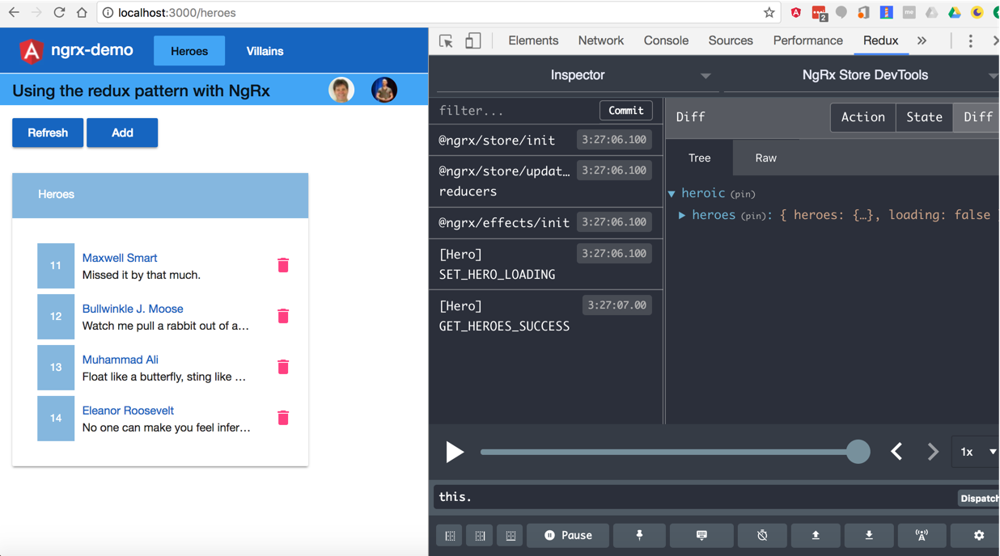 localhost:3000/heroes
2
me
A ngrx-demo Heroes Villains
Using the redux pattern with NgRx
Refresh Add
Heroes
11 Maxwell Smart
Missed it by that much.
12 Bullwinkle J. Moose
Watch me pull a rabbit out of a…
13 Muhammad Ali
Float like a butterfly, sting like …
14 Eleanor Roosevelt
No one can make you feel infer…
Elements Network Console Sources Performance Redux »
Inspector NgRx Store DevTools
filter... Commit
@ngrx/store/init 3:27:06.100
@ngrx/store/updat… 3:27:06.100
reducers
@ngrx/effects/init 3:27:06.100
[Hero] 3:27:06.100
SET_HERO_LOADING
[Hero] 3:27:07.00
GET_HEROES_SUCCESS
Diff Action State Diff
Tree Raw
heroic (pin)
heroes (pin): { heroes: {…}, loading: false }
1x
this. Dispatch
Pause